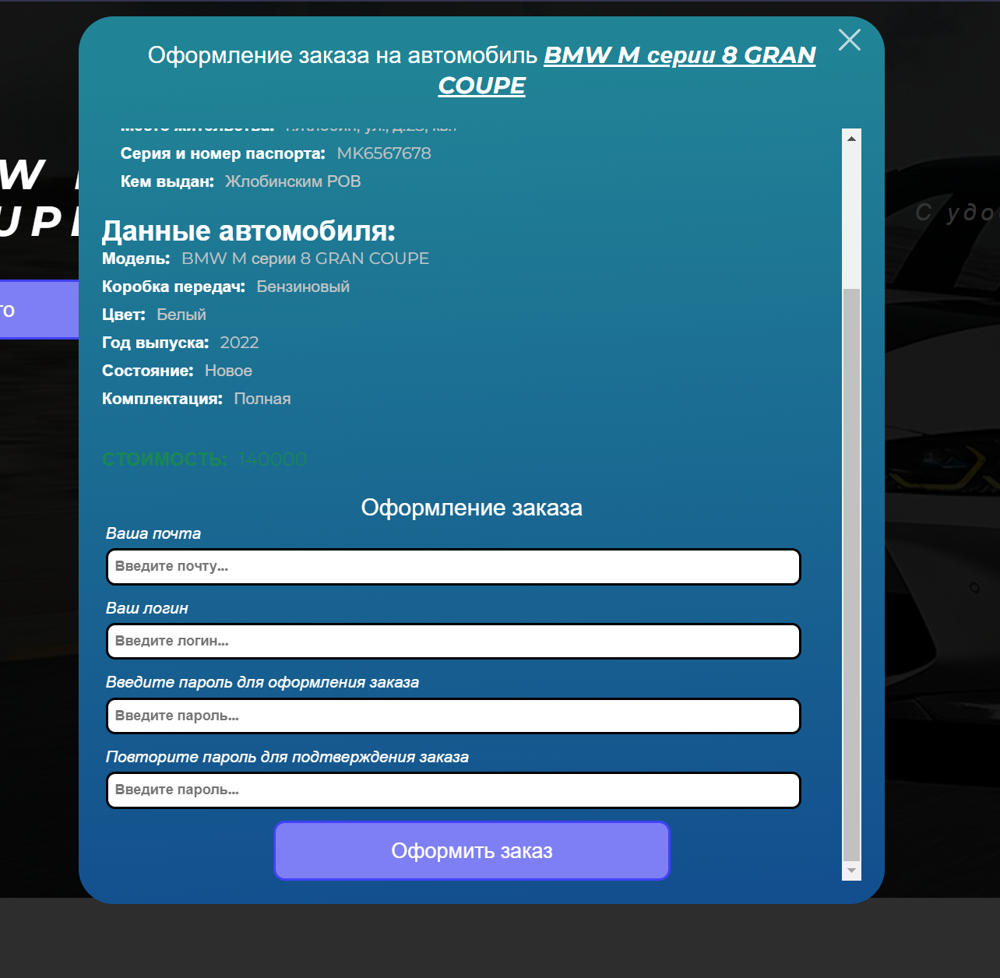 Оформление заказа на автомобиль BMW M серии 8 GRAN
COUPE
Место жительства:
Серия и номер паспорта: MK6567678
Кем выдан: Жлобинским РОВ
Данные автомобиля:
Модель: BMW M серии 8 GRAN COUPE
Коробка передач: Бензиновый
Цвет: Белый
Год выпуска: 2022
Состояние: Новое
Комплектация: Полная
СТОИМОСТЬ: 140000
Оформление заказа
Ваша почта
Введите почту...
Ваш логин
Введите логин...
Введите пароль для оформления заказа
Введите пароль...
Повторите пароль для подтверждения заказа
Введите пароль...
Оформить заказ
С удо